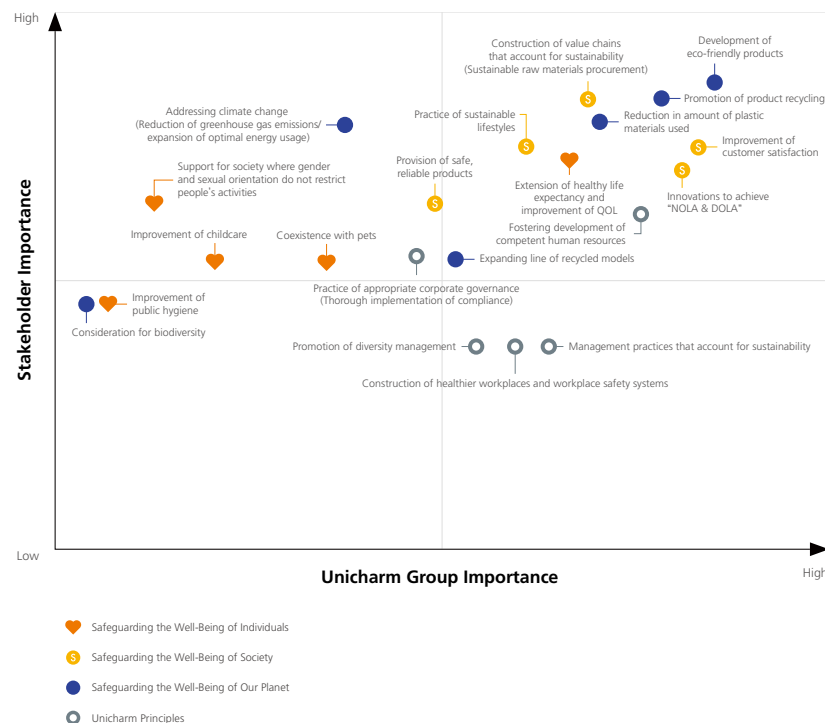 High
Construction of value chains
that account for sustainability
(Sustainable raw materials procurement)
S
Development of
eco-friendly products
Promotion of product recycling
Addressing climate change
(Reduction of greenhouse gas emissions/
expansion of optimal energy usage)
Practice of sustainable
lifestyles
S
Reduction in amount of plastic
materials used
S
Improvement of
customer satisfaction
Support for society where gender
and sexual orientation do not restrict
people's activities
Provision of safe,
reliable products
S
Extension of healthy life
expectancy and
improvement of QOL
S
Innovations to achieve
“NOLA & DOLA”
Fostering development of
competent human resources
Improvement of childcare
Coexistence with pets
Expanding line of recycled models
Practice of appropriate corporate governance
(Thorough implementation of compliance)
Improvement of
public hygiene
Consideration for biodiversity
Promotion of diversity management
Management practices that account for sustainability
Construction of healthier workplaces and workplace safety systems
Stakeholder Importance
Low
Unicharm Group Importance
High
Safeguarding the Well-Being of Individuals
S
Safeguarding the Well-Being of Society
Safeguarding the Well-Being of Our Planet
Unicharm Principles